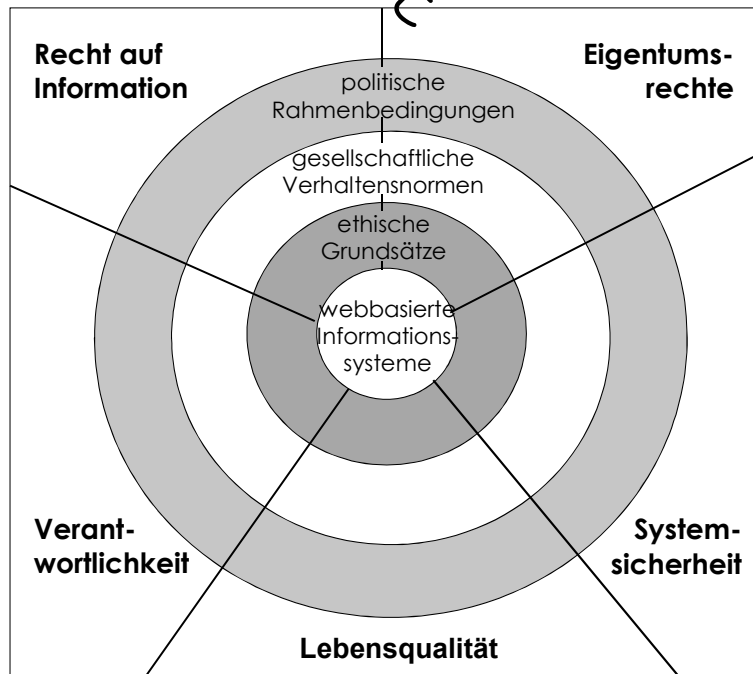 Recht auf
Information
Eigentums-
rechte
politische
Rahmenbedingungen
gesellschaftliche
Verhaltensnormen
ethische
Grundsätze
webbasierte
Informations-
systeme
Verant-
wortlichkeit
System-
sicherheit
Lebensqualität